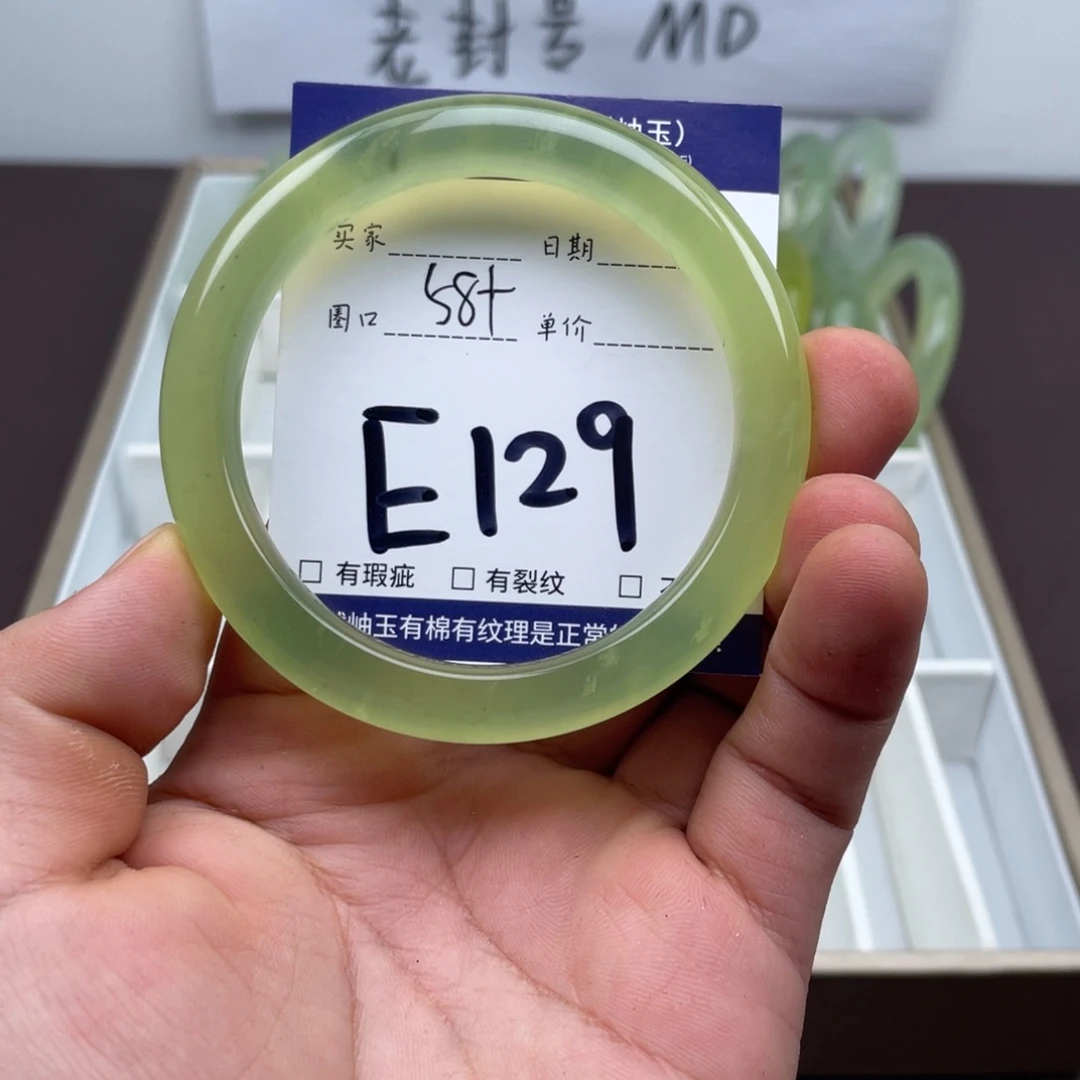 老封号 MD
岫玉）
买家 日期
58+
圈口 单价
E129
□ 有瑕疵 □ 有裂纹 □
岫玉有棉有纹理是正常